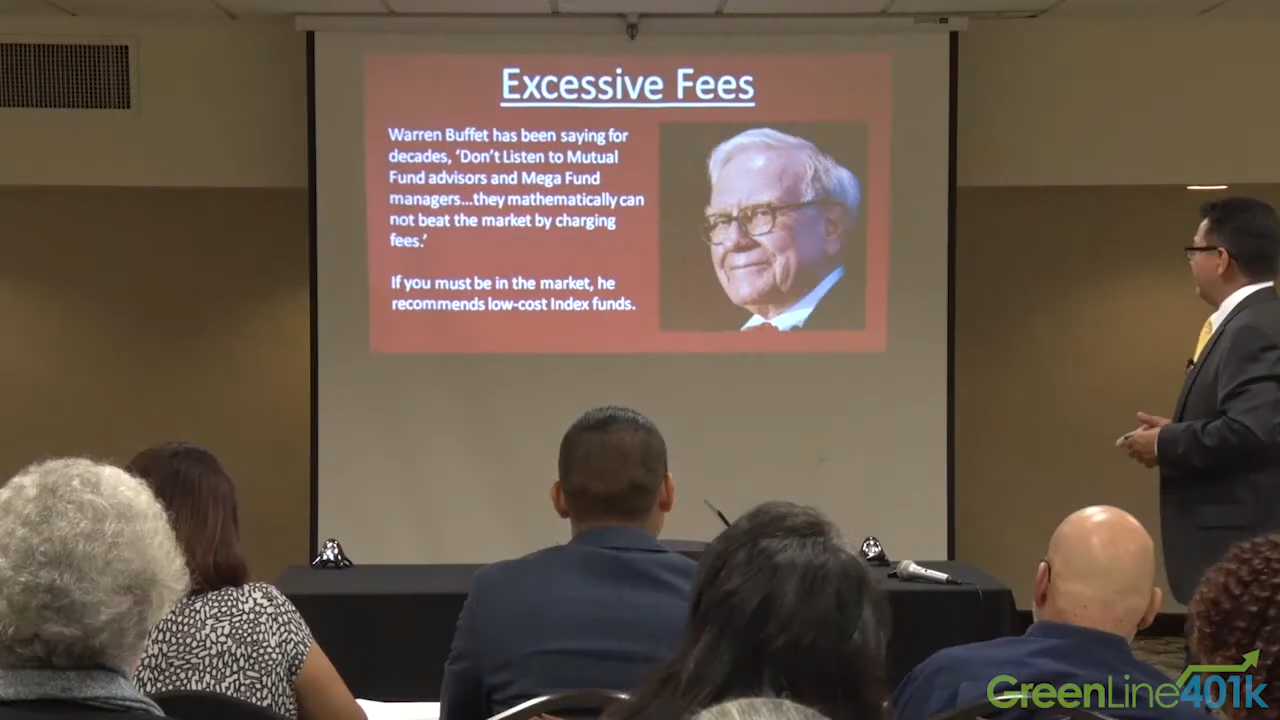 Excessive Fees
Warren Buffet has been saying for
decades, ‘Don’t Listen to Mutual
Fund advisors and Mega Fund
managers...they mathematically can
not beat the market by charging
fees.’
If you must be in the market, he
recommends low-cost Index funds.
GreenLine401k